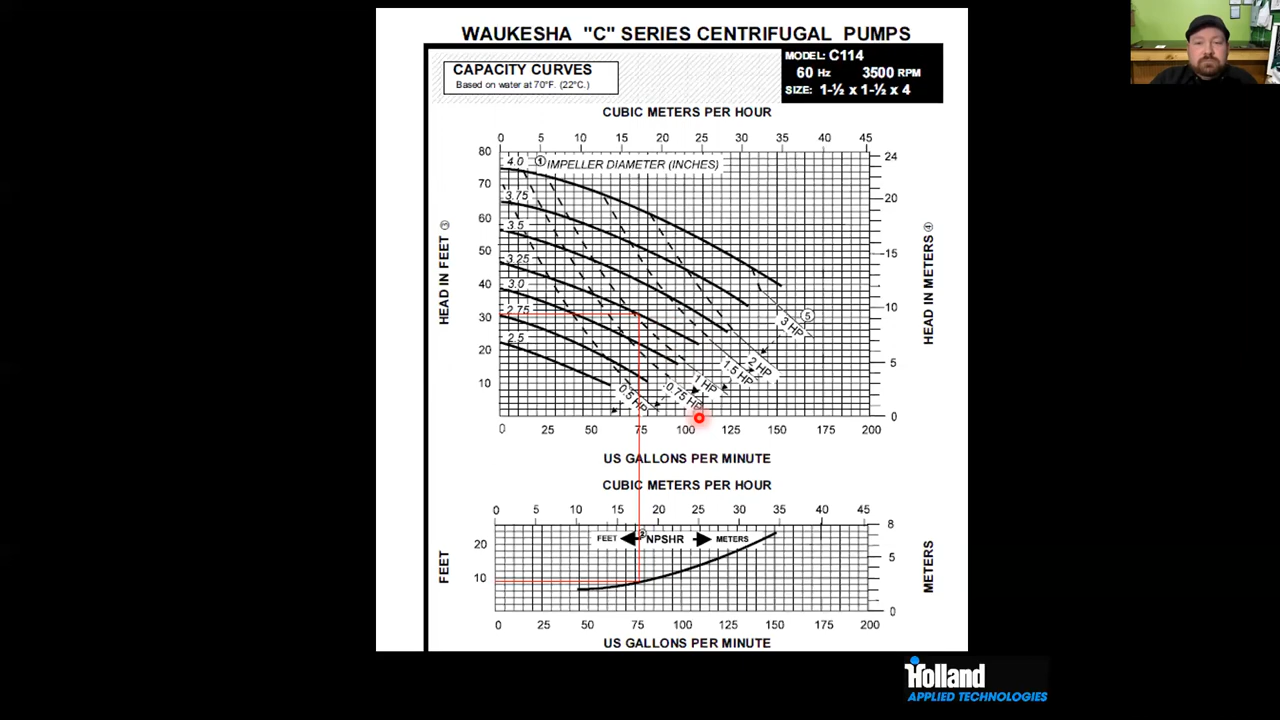 WAUKESHA "C" SERIES CENTRIFUGAL PUMPS
CAPACITY CURVES
Based on water at 70°F. (22°C.)
MODEL: C114
60 Hz 3500 RPM
SIZE: 1-½ x 1-½ x 4
CUBIC METERS PER HOUR
0 5 10 15 20 25 30 35 40 45
80 70 60 50 40 30 20 10
HEAD IN FEET ③
4.0 ① IMPELLER DIAMETER (INCHES)
3.75
3.5
3.25
3.0
2.75
2.5
0.5 HP
.0.75 HP
1 HP
1.5 HP
2 HP
3 HP
⑤
24 20 15 10 5 0
HEAD IN METERS ④
0 25 50 75 100 125 150 175 200
US GALLONS PER MINUTE
CUBIC METERS PER HOUR
0 5 10 15 20 25 30 35 40 45
FEET
20
10
FEET ② NPSHR METERS
8
5
0
METERS
0 25 50 75 100 125 150 175 200
US GALLONS PER MINUTE
Holland
APPLIED TECHNOLOGIES